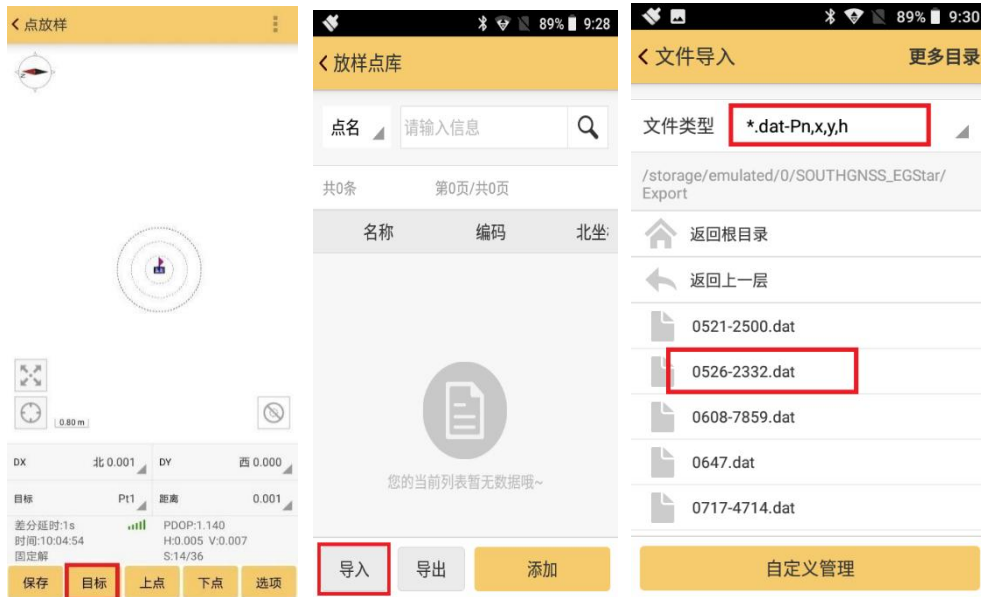 点放样
N
0.80 m
DX 北 0.001 DY 西 0.000
目标 Pt1 距离 0.001
差分延时:1s PDOP:1.140
时间:10:04:54 H:0.005 V:0.007
固定解 S:14/36
保存 目标 上点 下点 选项
89% 9:28
放样点库
点名 请输入信息
共0条 第0页/共0页
名称 编码 北坐
您的当前列表暂无数据哦~
导入 导出 添加
89% 9:30
文件导入 更多目录
文件类型 *.dat-Pn,x,y,h
/storage/emulated/0/SOUTHGNSS_EGStar/
Export
返回根目录
返回上一层
0521-2500.dat
0526-2332.dat
0608-7859.dat
0647.dat
0717-4714.dat
自定义管理